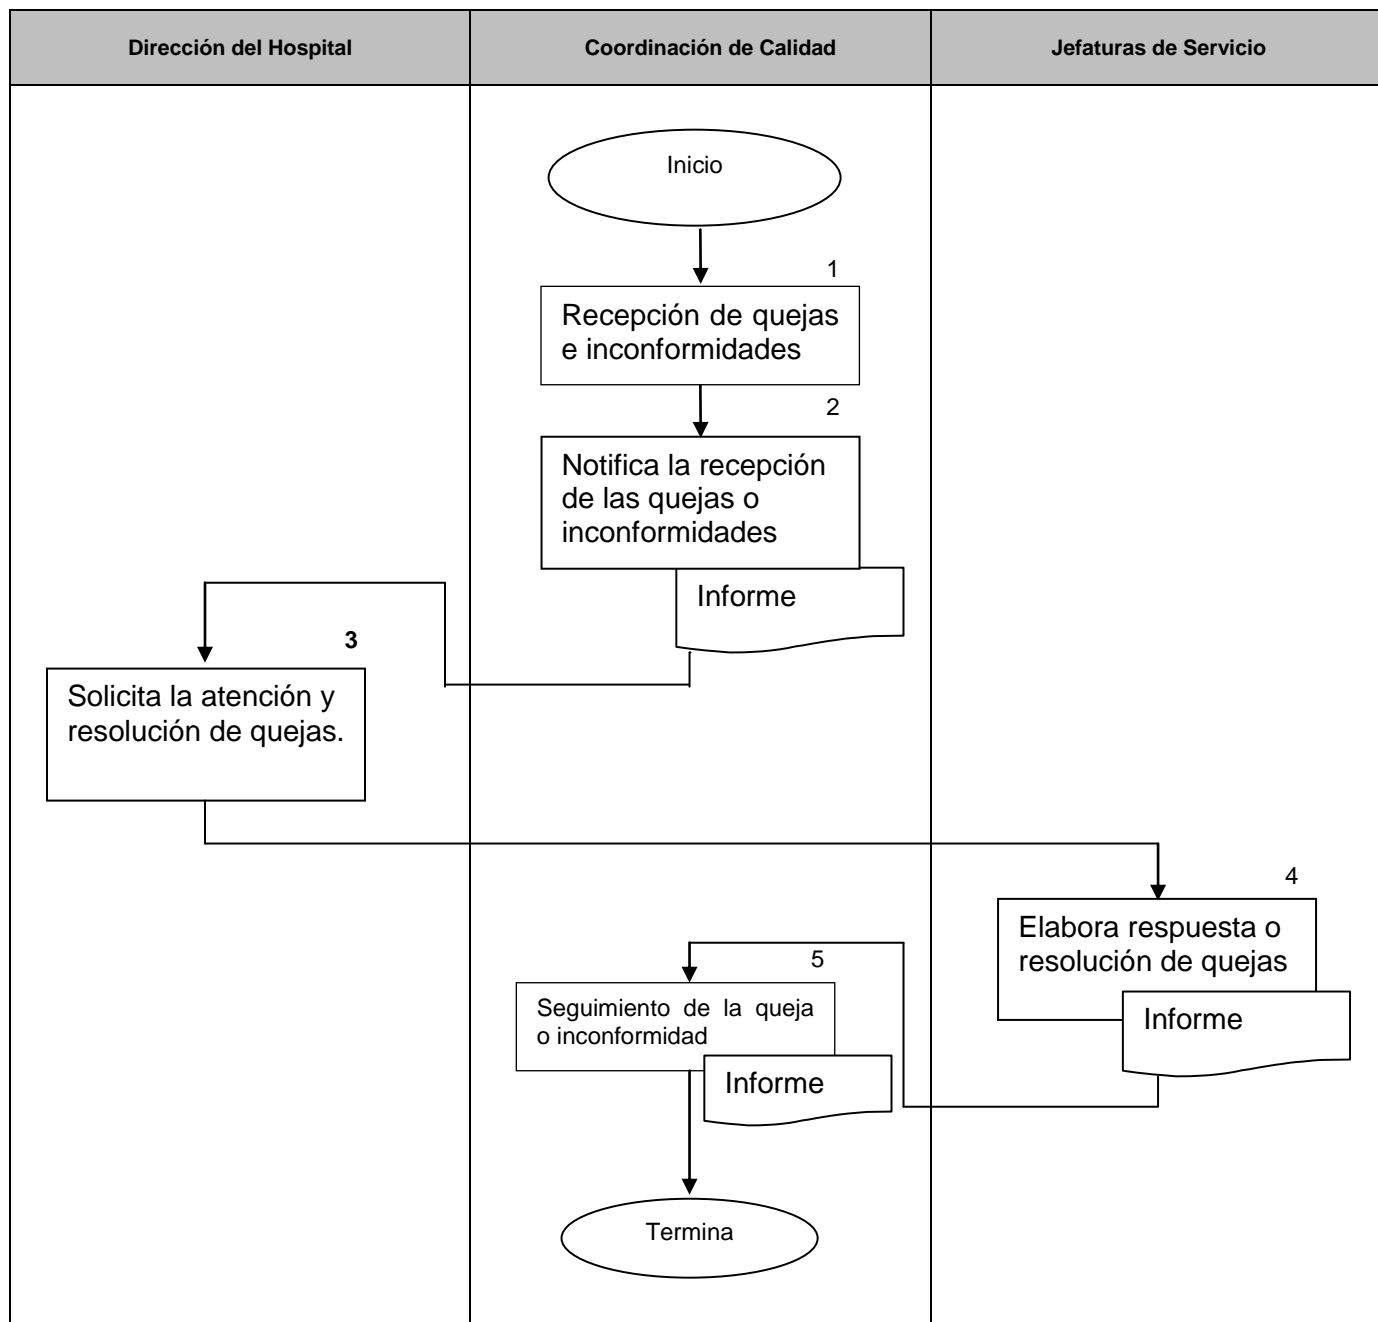 Dirección del Hospital
Coordinación de Calidad
Jefaturas de Servicio
Inicio
1
Recepción de quejas
e inconformidades
2
Notifica la recepción
de las quejas o
inconformidades
Informe
3
Solicita la atención y
resolución de quejas.
4
Elabora respuesta o
resolución de quejas
Informe
5
Seguimiento de la queja
o inconformidad
Informe
Termina